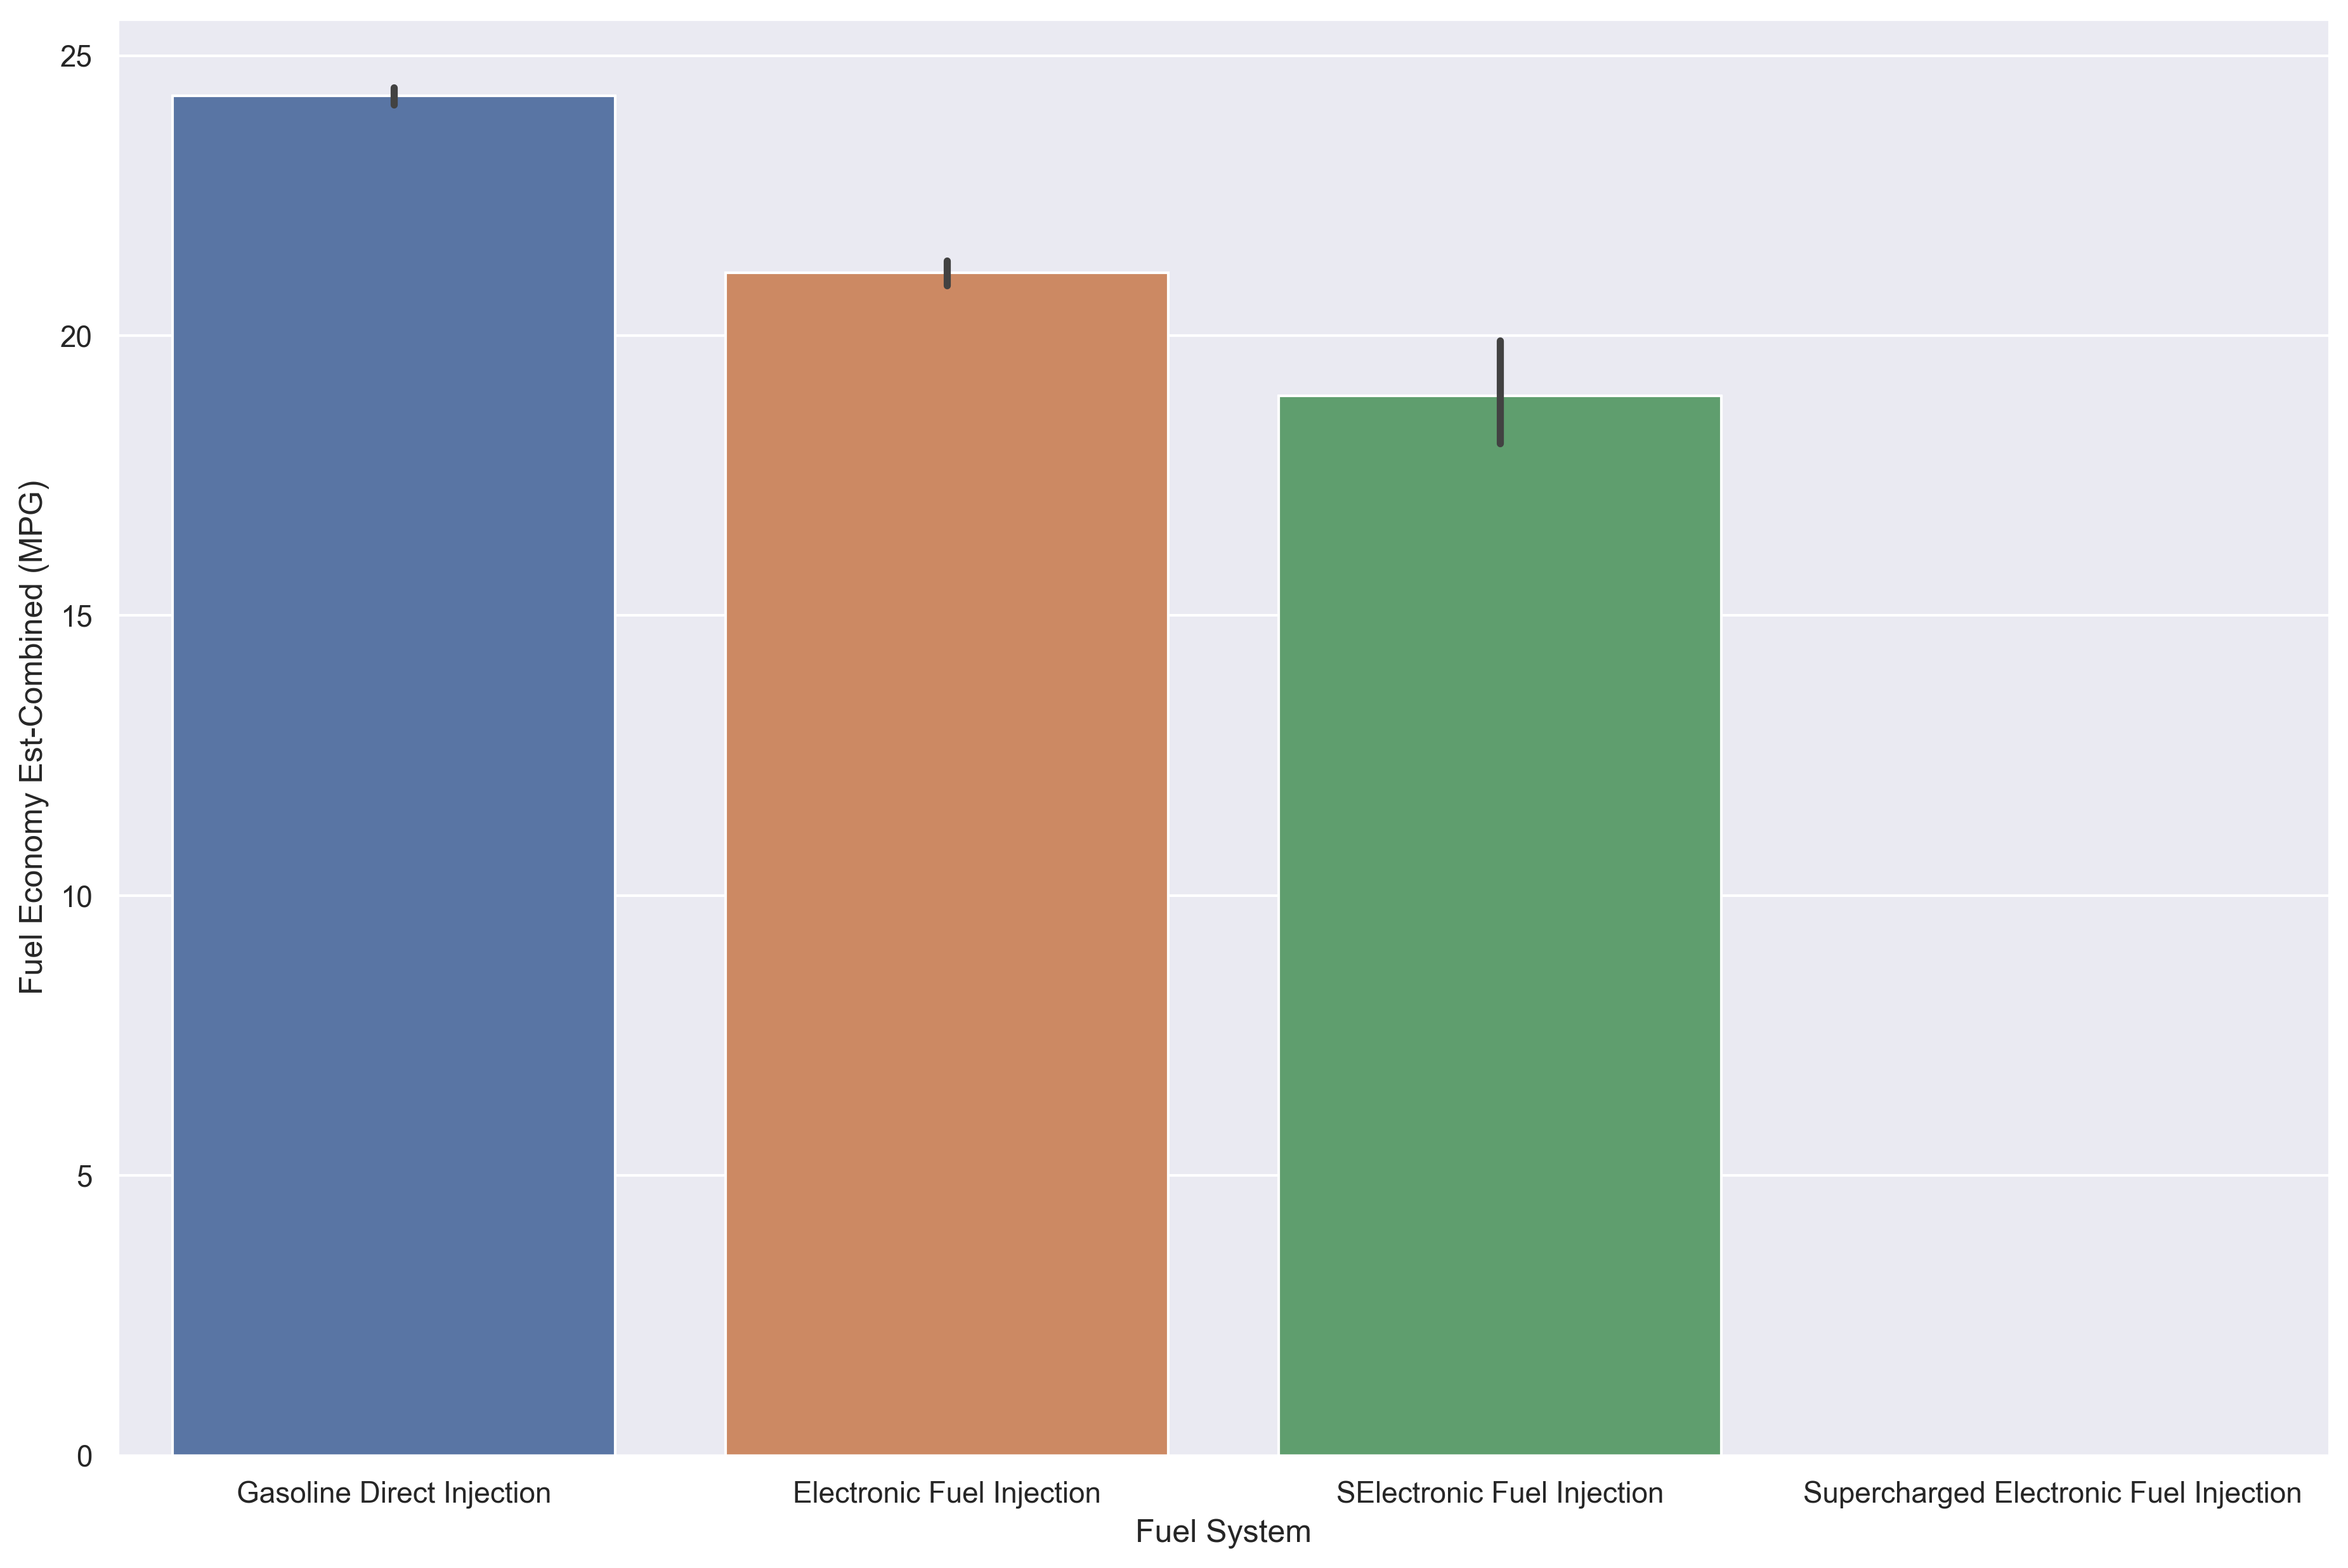 25
20
15
10
5
0
Fuel Economy Est-Combined (MPG)
Gasoline Direct Injection
Electronic Fuel Injection
SElectronic Fuel Injection
Supercharged Electronic Fuel Injection
Fuel System